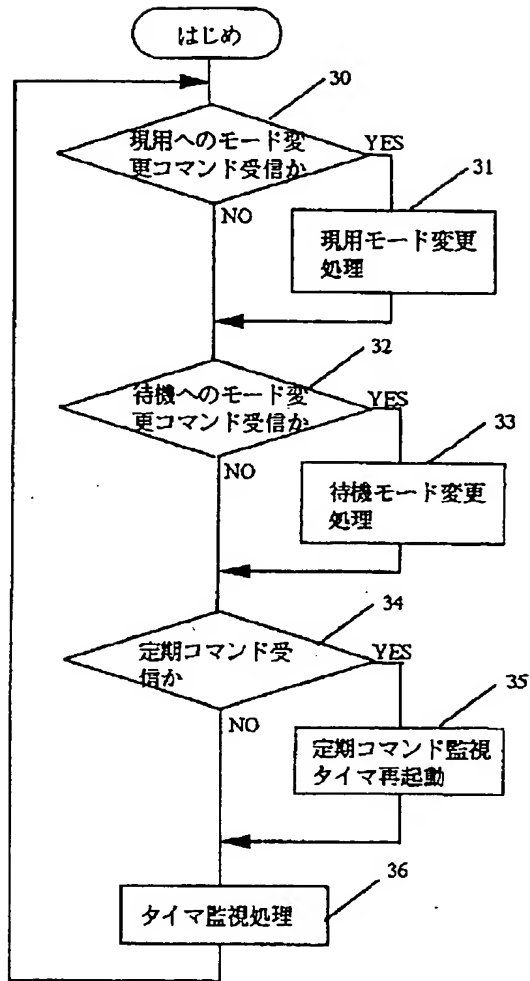 はじめ
30
現用へのモード変
更コマンド受信か
YES
NO
31
現用モード変更
処理
32
待機へのモード変
更コマンド受信か
YES
NO
33
待機モード変更
処理
34
定期コマンド受
信か
YES
NO
35
定期コマンド監視
タイマ再起動
36
タイマ監視処理